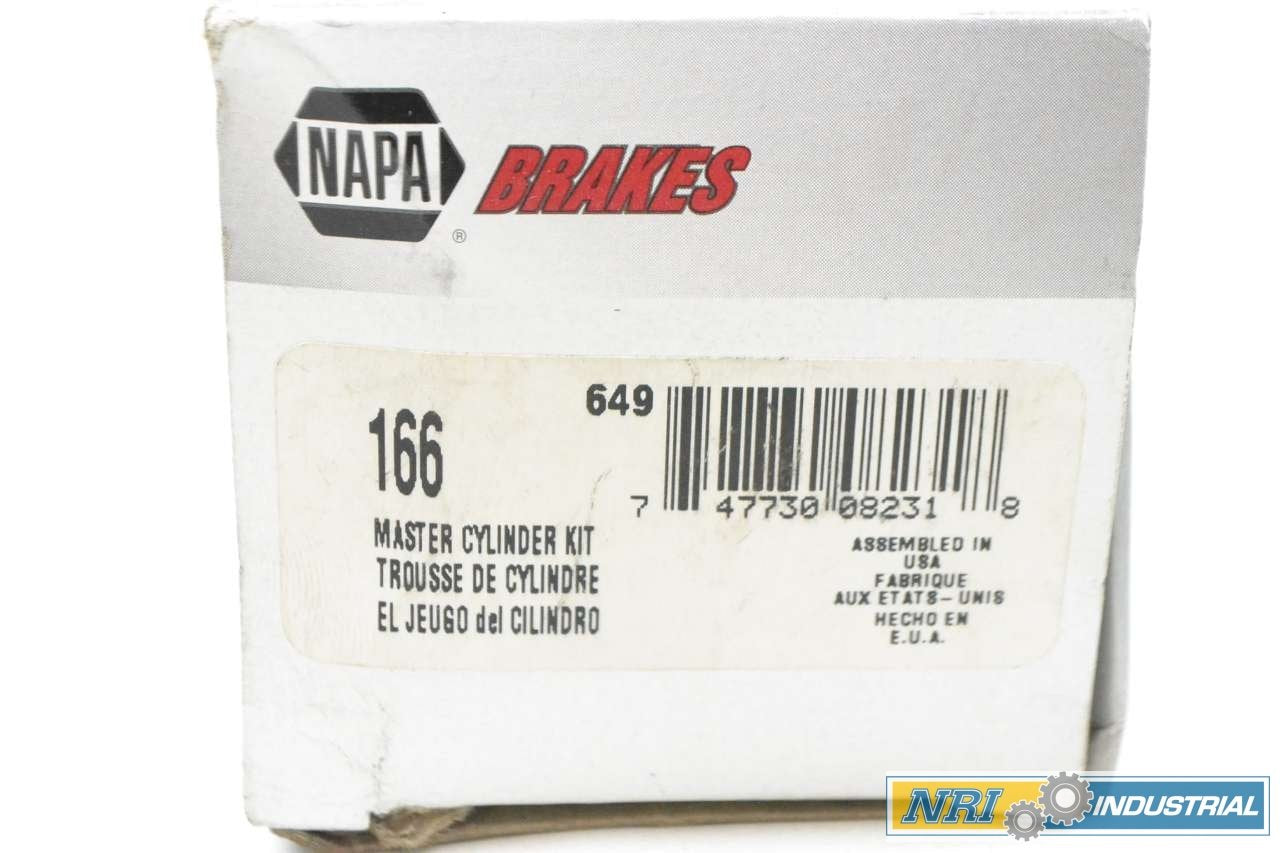 NAPA BRAKES
®
649
166
7 47730 08231 8
MASTER CYLINDER KIT
TROUSSE DE CYLINDRE
EL JEUGO del CILINDRO
ASSEMBLED IN
USA
FABRIQUE
AUX ETATS-UNIS
HECHO EN
E.U.A.
NRI INDUSTRIAL